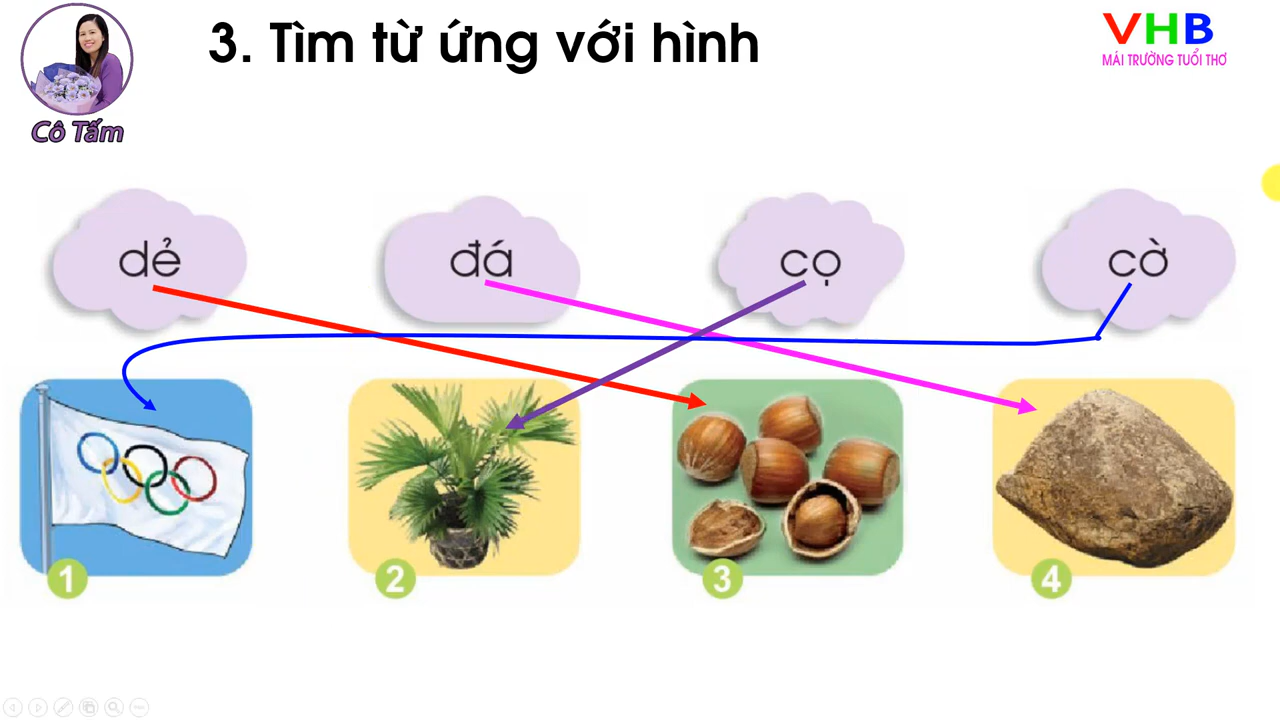 3. Tìm từ ứng với hình
VHB
MÁI TRƯỜNG TUỔI THƠ
Cô Tấm
dẻ
đá
cọ
cờ
1
2
3
4